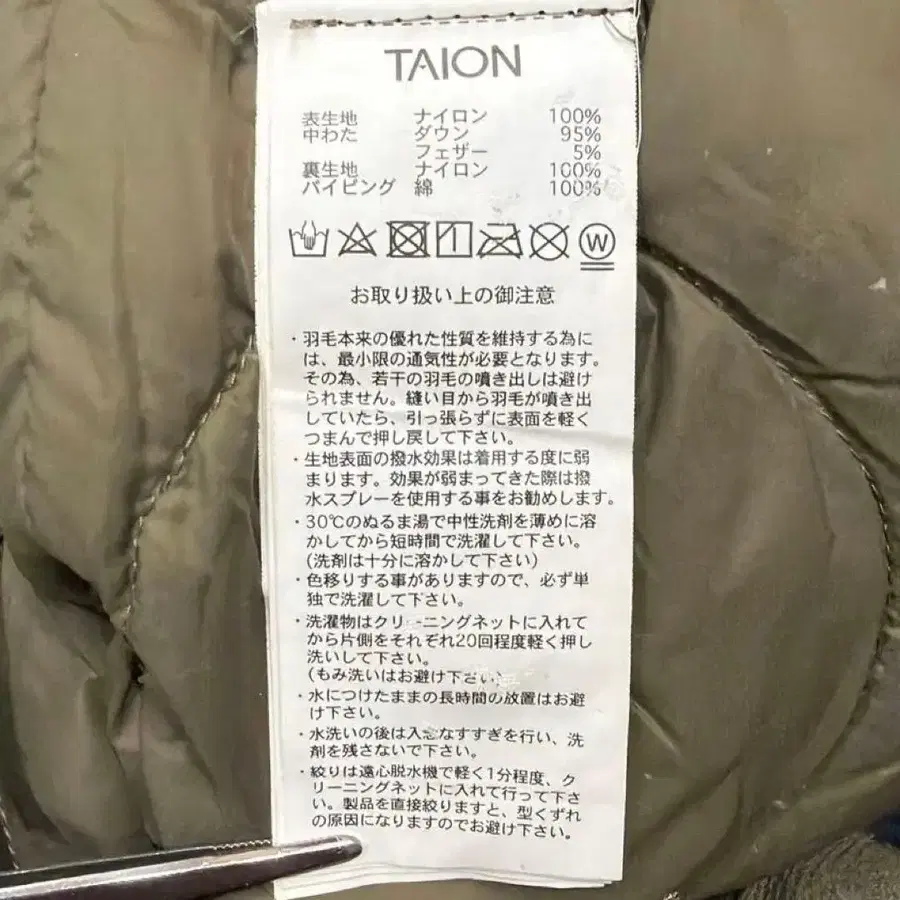 TAION
表生地 ナイロン 100%
中わた ダウン 95%
フェザー 5%
裏生地 ナイロン 100%
パイピング 綿 100%
W
お取り扱い上の御注意
・羽毛本来の優れた性質を維持する為に
は、最小限の通気性が必要となります。
その為、若干の羽毛の噴き出しは避け
られません。縫い目から羽毛が噴き出
していたら、引っ張らずに表面を軽く
つまんで押し戻して下さい。
・生地表面の撥水効果は着用する度に弱
まります。効果が弱まってきた際は撥
水スプレーを使用する事をお勧めします。
・30℃のぬるま湯で中性洗剤を薄めに溶
かしてから短時間で洗濯して下さい。
(洗剤は十分に溶かして下さい)
・色移りする事がありますので、必ず単
独で洗濯して下さい。
・洗濯物はクリーニングネットに入れて
から片側をそれぞれ20回程度軽く押し
洗いして下さい。
(もみ洗いはお避け下さい)
・水につけたままの長時間の放置はお避
け下さい。
・水洗いの後は入念なすすぎを行い、洗
剤を残さないで下さい。
・絞りは遠心脱水機で軽く1分程度、ク
リーニングネットに入れて行って下さ
い。製品を直接絞りますと、型くずれ
の原因になりますのでお避け下さい。